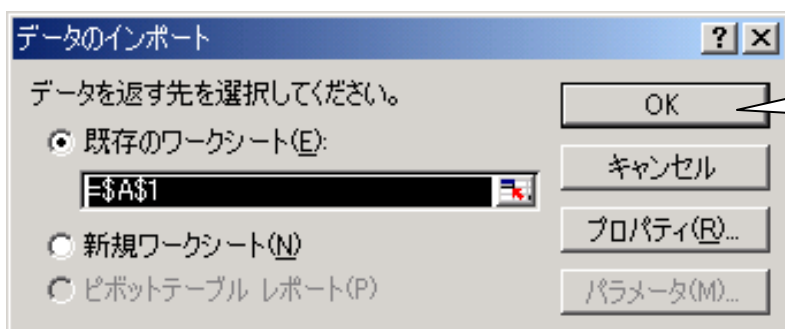 データのインポート
データを返す先を選択してください。
既存のワークシート(E):
=$A$1
新規ワークシート(N)
ピボットテーブル レポート(P)
OK
キャンセル
プロパティ(R)...
パラメータ(M)...